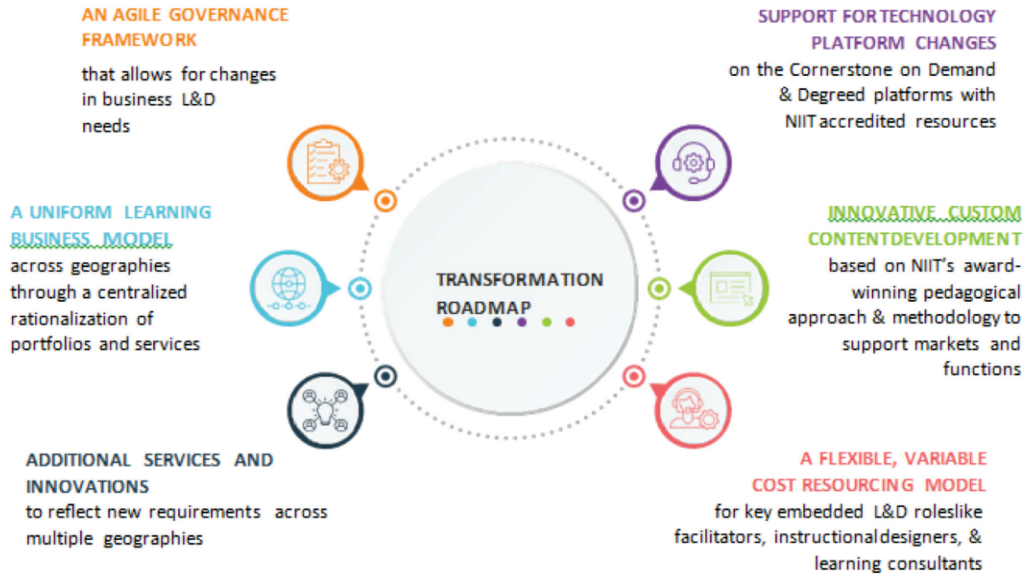 AN AGILE GOVERNANCE
FRAMEWORK
that allows for changes
in business L&D
needs
A UNIFORM LEARNING
BUSINESS MODEL
across geographies
through a centralized
rationalization of
portfolios and services
ADDITIONAL SERVICES AND
INNOVATIONS
to reflect new requirements across
multiple geographies
TRANSFORMATION
ROADMAP
SUPPORT FOR TECHNOLOGY
PLATFORM CHANGES
on the Cornerstone on Demand
& Degreed platforms with
NIIT accredited resources
INNOVATIVE CUSTOM
CONTENTDEVELOPMENT
based on NIIT's award-
winning pedagogical
approach & methodology to
support markets and
functions
A FLEXIBLE, VARIABLE
COST RESOURCING MODEL
for key embedded L&D roleslike
facilitators, instructionaldesigners, &
learning consultants